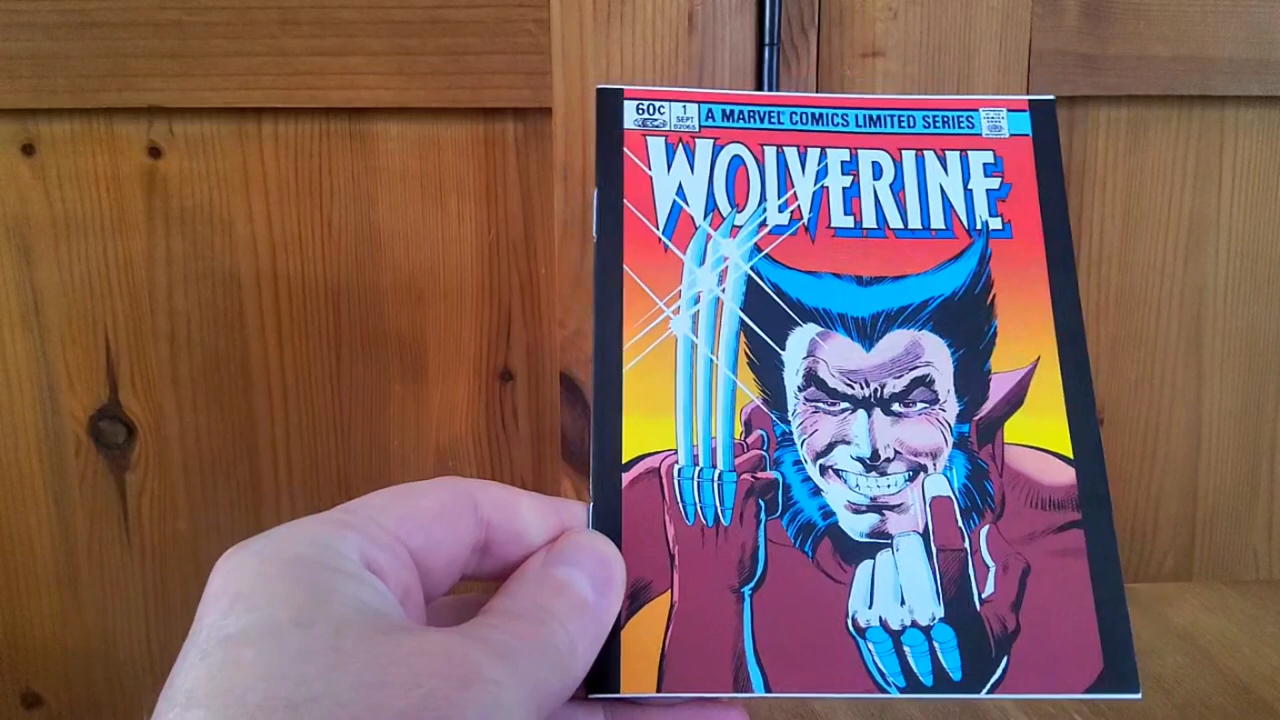 60¢
1
SEPT
02065
A MARVEL COMICS LIMITED SERIES
WOLVERINE